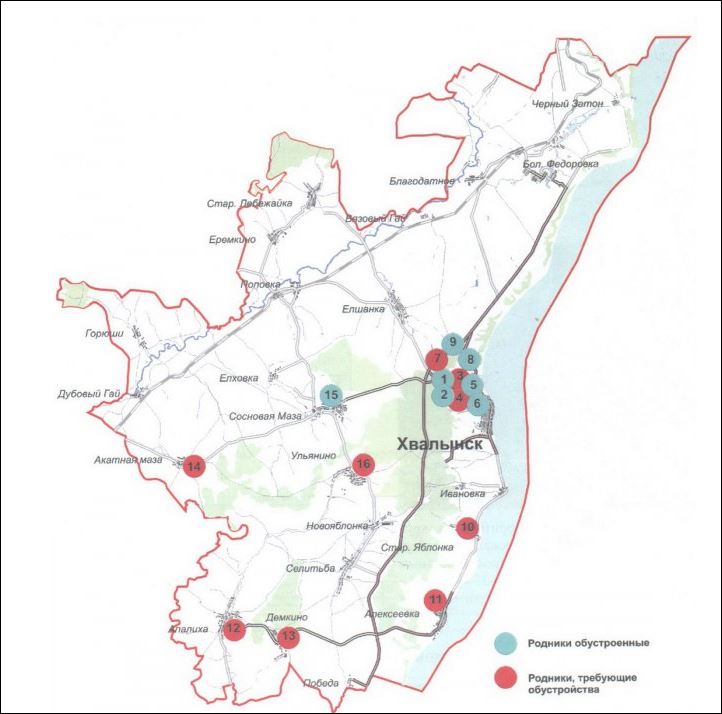 Черный Затон
Бол. Федоровка
Благодатное
Стар. Лебежайка
Вязовый Гай
Еремкино
Поповка
Елшанка
Горюши
9
7
8
Елховка
1
3
5
Дубовый Гай
15
2
4
6
Сосновая Маза
Хвалынск
Ульянино
Акатная маза
14
16
Ивановка
Новояблонка
10
Стар. Яблонка
Селитьба
11
Демкино
Алексеевка
Апалиха
12
13
Родники обустроенные
Победа
Родники, требующие
обустройства